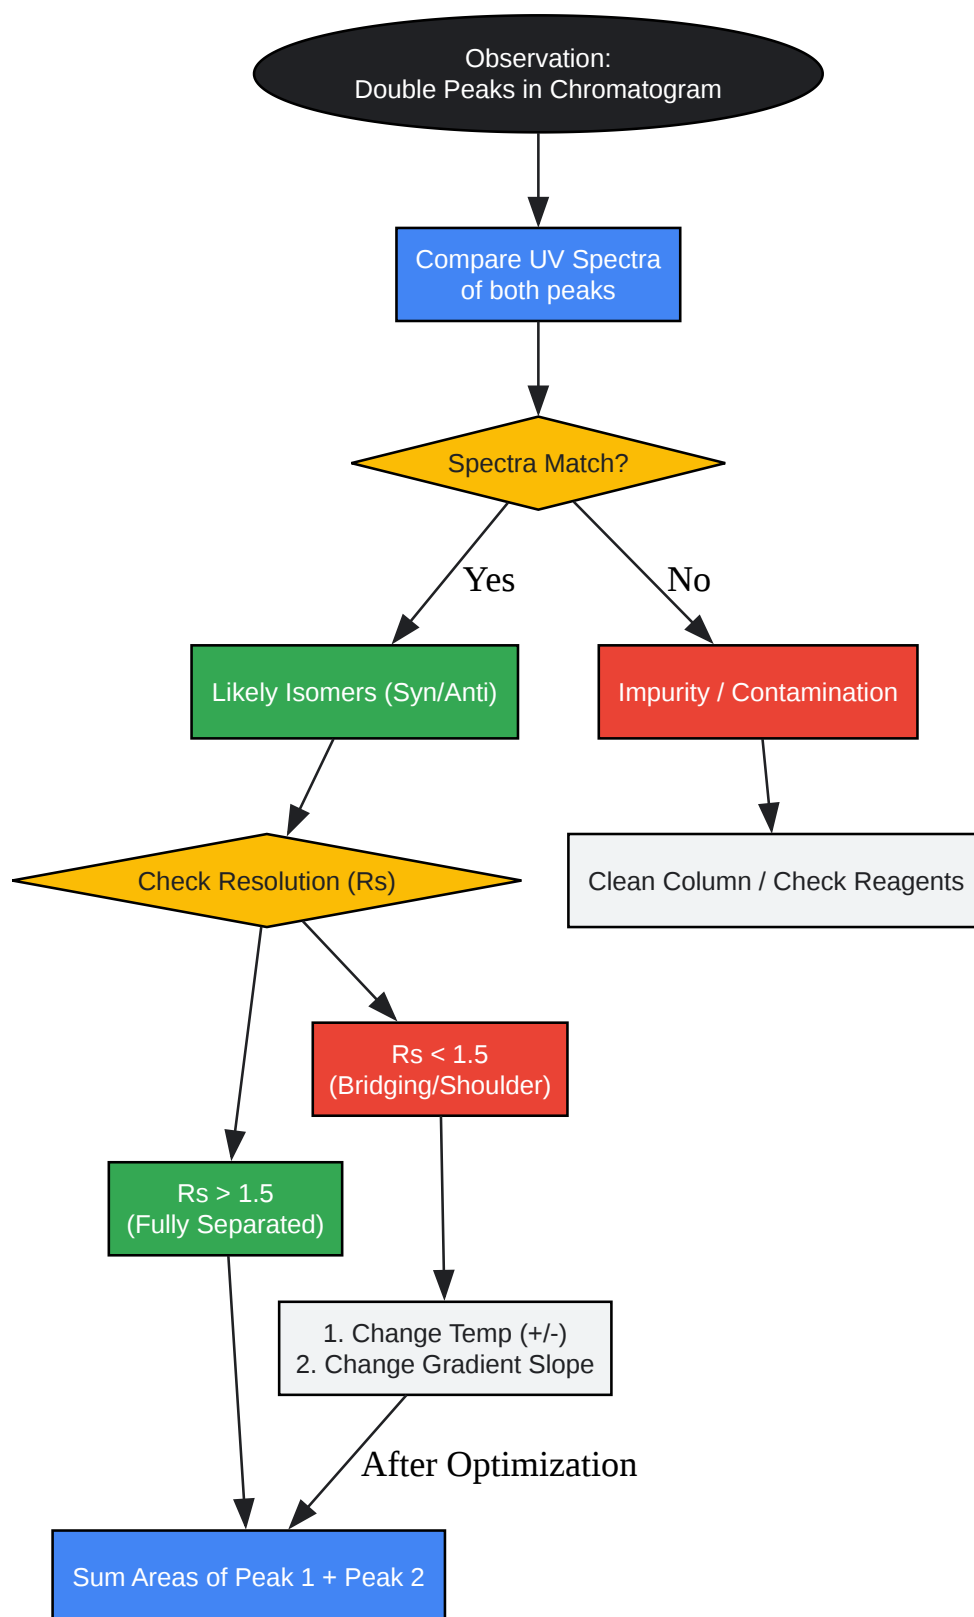 Observation:
Double Peaks in Chromatogram
Compare UV Spectra
of both peaks
Spectra Match?
Yes
No
Likely Isomers (Syn/Anti)
Impurity / Contamination
Check Resolution (Rs)
Clean Column / Check Reagents
Rs < 1.5
(Bridging/Shoulder)
Rs > 1.5
(Fully Separated)
1. Change Temp (+/-)
2. Change Gradient Slope
After Optimization
Sum Areas of Peak 1 + Peak 2